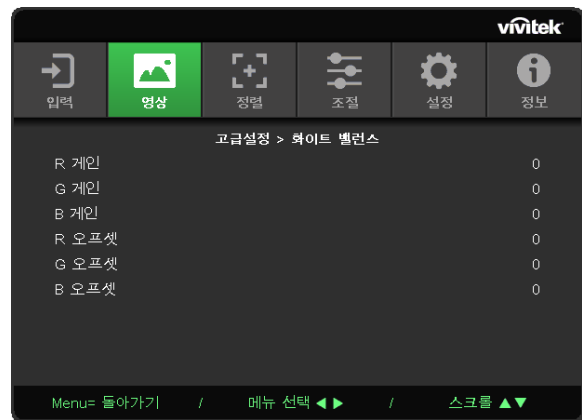 vivitek
입력 영상 정렬 조절 설정 정보
고급설정 > 화이트 밸런스
R 게인 0
G 게인 0
B 게인 0
R 오프셋 0
G 오프셋 0
B 오프셋 0
Menu= 돌아가기 / 메뉴 선택 ◀ ▶ / 스크롤 ▲▼